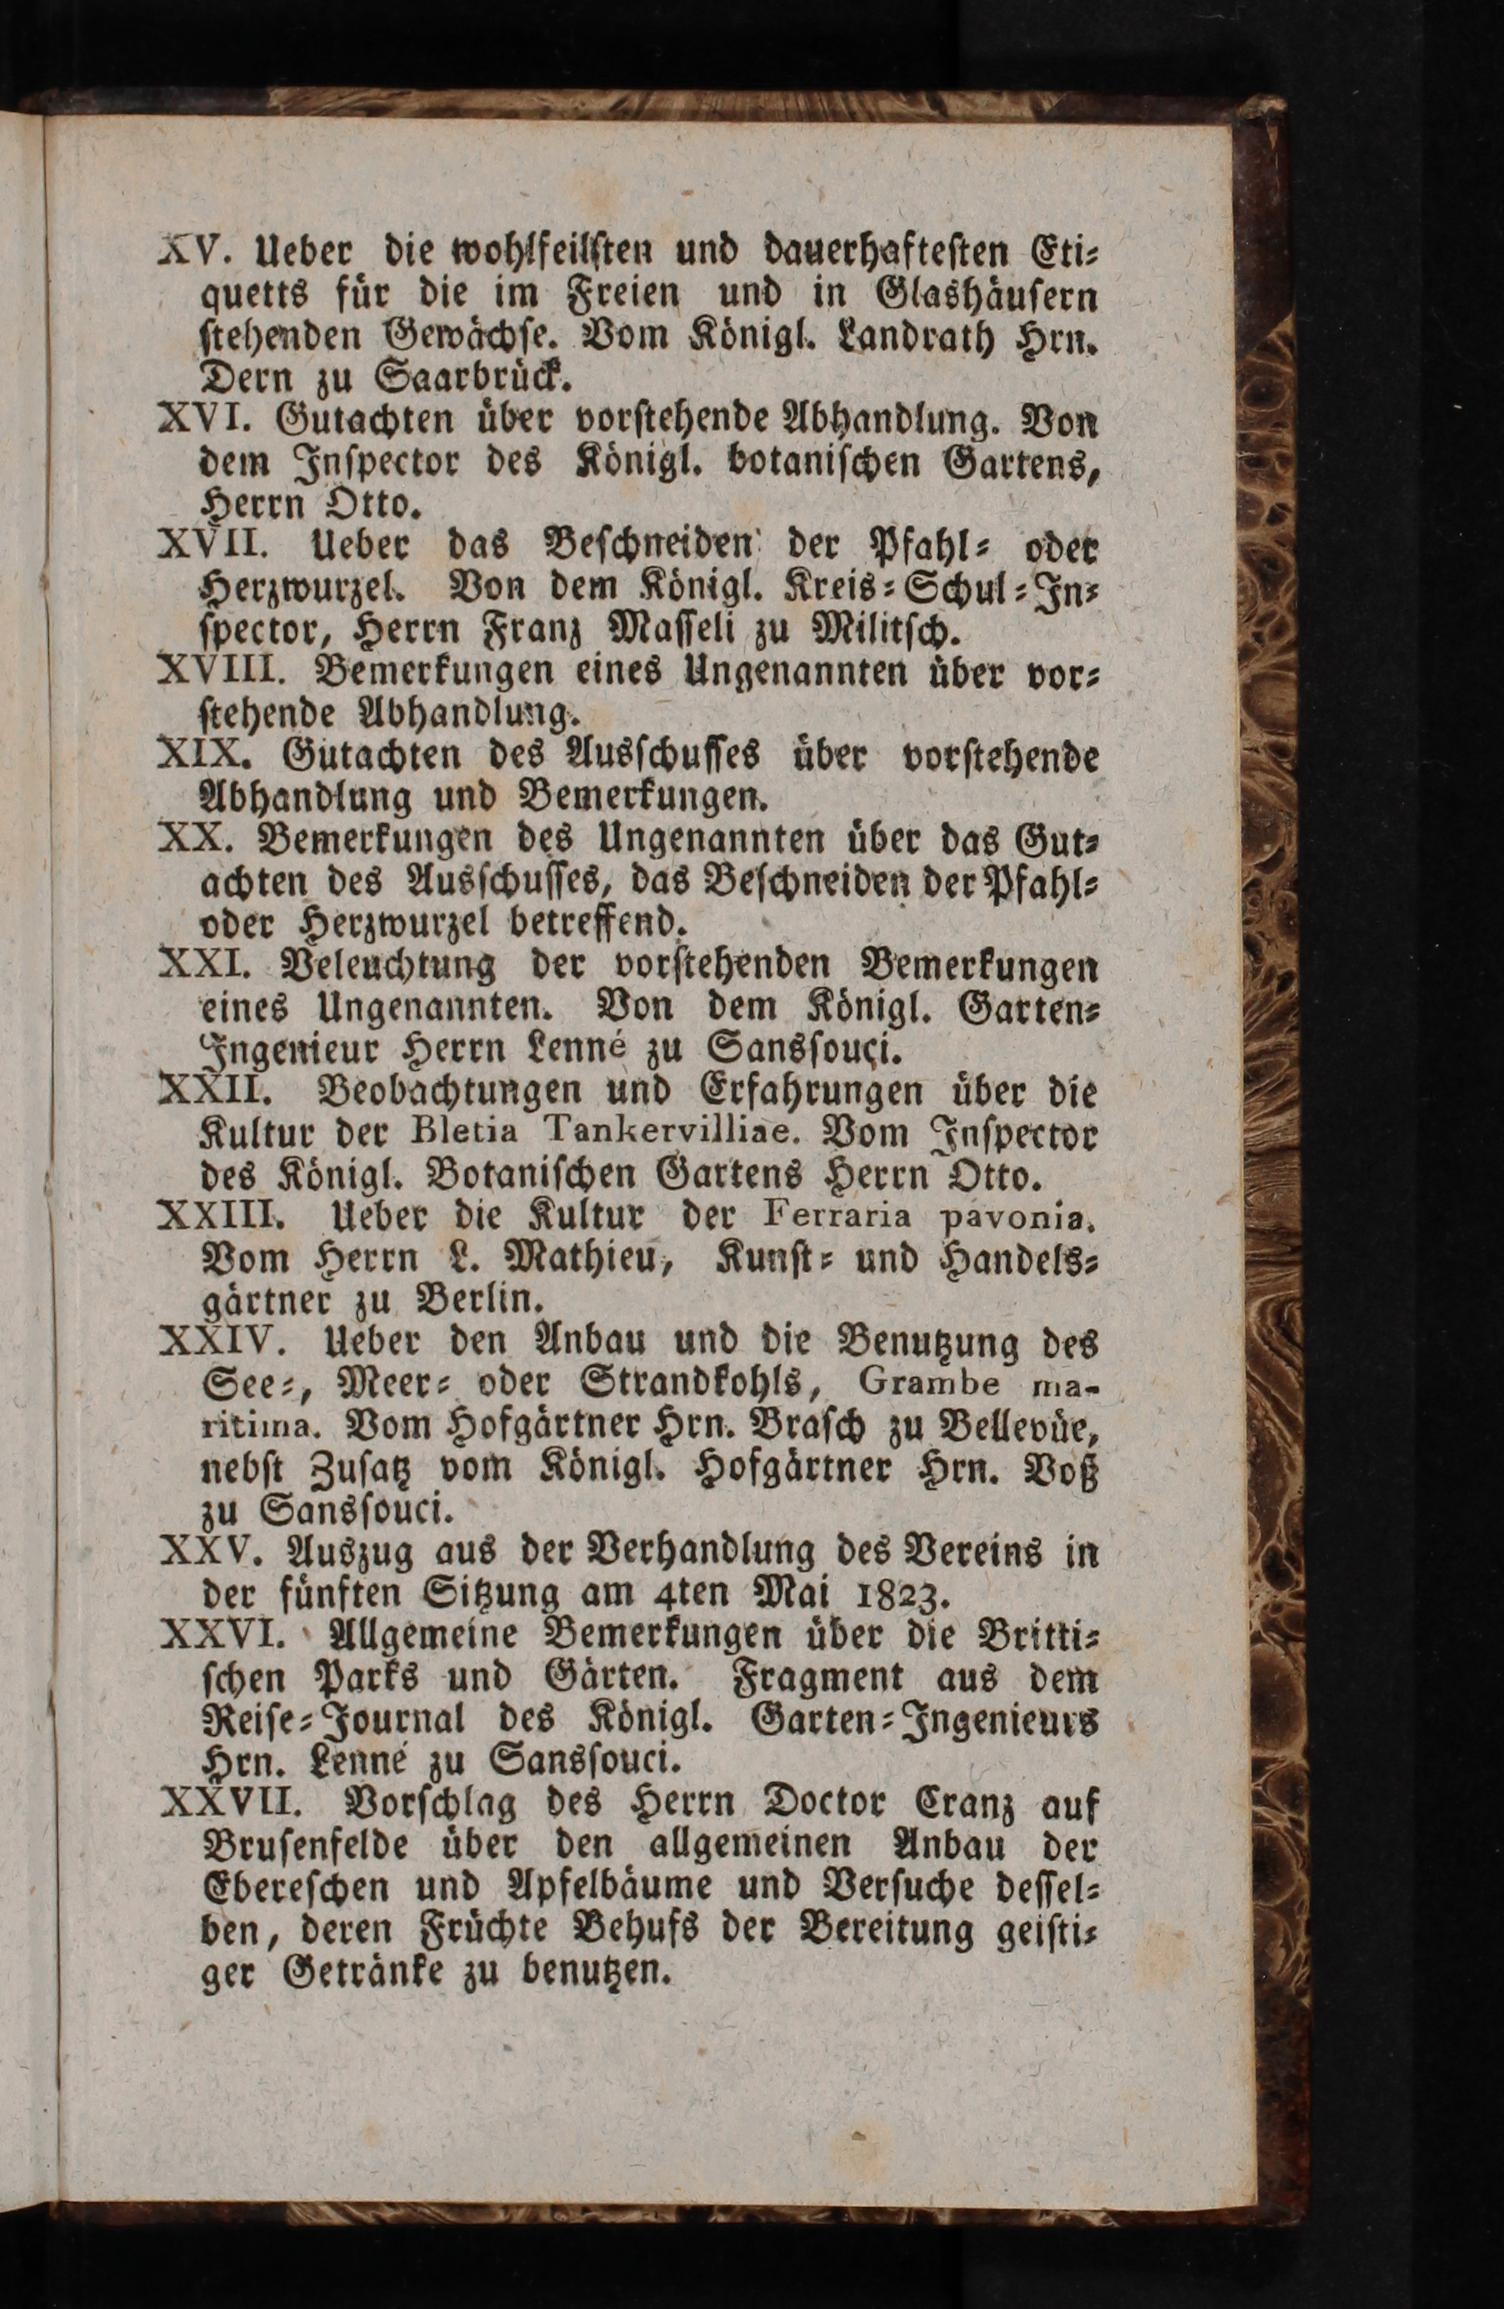 XV. Ueber die wohlfeilſten und dauerhafteſten Eti⸗
quetts für die im Freien und in Glashäuſern
ſtehenden Gewächſe. Vom Königl. Landrath Hrn.
Dern zu Saarbrück.
XVI. Gutachten über vorſtehende Abhandlung. Von
dem Inſpector des Königl. botaniſchen Gartens,
Herrn Otto.
XVII. Ueber das Beſchneiden der Pfahl⸗ oder
Herzwurzel. Von dem Königl. Kreis⸗Schul⸗In⸗
ſpector, Herrn Franz Maſſeli zu Militſch.
XVIII. Bemerkungen eines Ungenannten über vor⸗
ſtehende Abhandlung.
XIX. Gutachten des Ausſchuſſes über vorſtehende
Abhandlung und Bemerkungen.
XX. Bemerkungen des Ungenannten über das Gut⸗
achten des Ausſchuſſes, das Beſchneiden der Pfahl⸗
oder Herzwurzel betreffend.
XXI. Beleuchtung der vorſtehenden Bemerkungen
eines Ungenannten. Von dem Königl. Garten⸗
Ingenieur Herrn Lenné zu Sansſouçi.
XXII. Beobachtungen und Erfahrungen über die
Kultur der Bletia Tankervilliae. Vom Inſpector
des Königl. Botaniſchen Gartens Herrn Otto.
XXIII. Ueber die Kultur der Ferraria pavonia.
Vom Herrn L. Mathieu, Kunſt⸗ und Handels⸗
gärtner zu Berlin.
XXIV. Ueber den Anbau und die Benutzung des
See⸗, Meer⸗ oder Strandkohls, Grambe ma-
ritima. Vom Hofgärtner Hrn. Braſch zu Bellevüe,
nebſt Zuſatz vom Königl. Hofgärtner Hrn. Voß
zu Sansſouci.
XXV. Auszug aus der Verhandlung des Vereins in
der fünften Sitzung am 4ten Mai 1823.
XXVI. Allgemeine Bemerkungen über die Britti⸗
ſchen Parks und Gärten. Fragment aus dem
Reiſe⸗Journal des Königl. Garten⸗Ingenieurs
Hrn. Lenné zu Sansſouci.
XXVII. Vorſchlag des Herrn Doctor Cranz auf
Bruſenfelde über den allgemeinen Anbau der
Ebereſchen und Apfelbäume und Verſuche deſſel⸗
ben, deren Früchte Behufs der Bereitung geiſti⸗
ger Getränke zu benutzen.